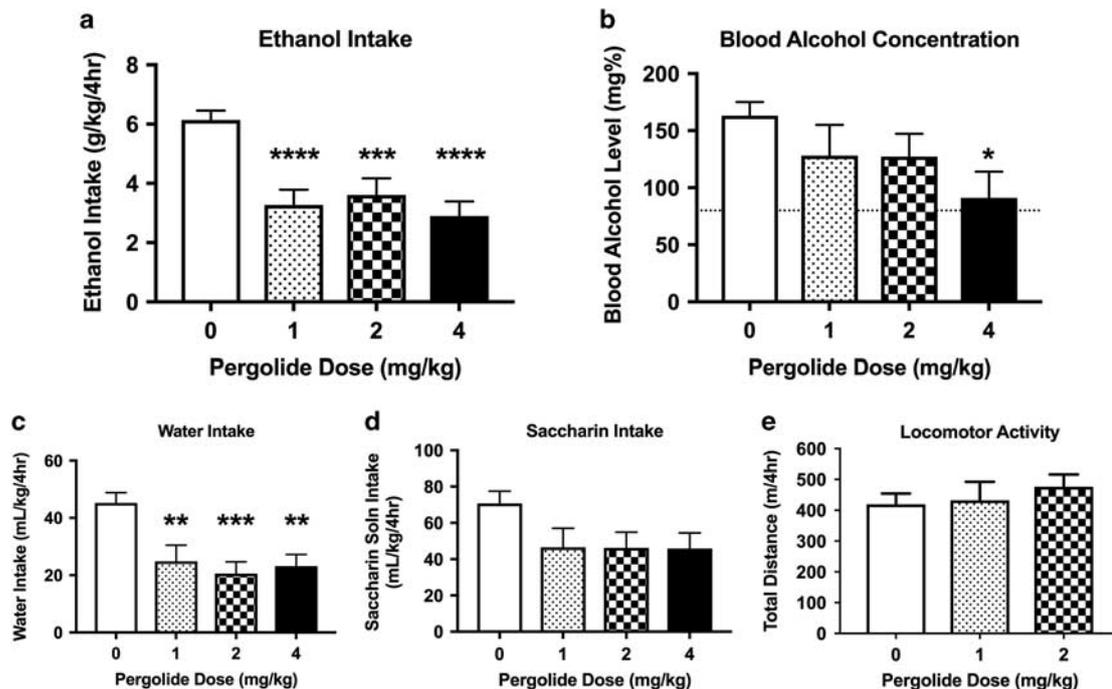 a
Ethanol Intake
Ethanol Intake (g/kg/4hr)
8
6
4
2
0
****
***
****
0 1 2 4
Pergolide Dose (mg/kg)
b
Blood Alcohol Concentration
Blood Alcohol Level (mg%)
200
150
100
50
0
*
0 1 2 4
Pergolide Dose (mg/kg)
c
Water Intake
Water Intake (mL/kg/4hr)
60
40
20
0
**
***
**
0 1 2 4
Pergolide Dose (mg/kg)
d
Saccharin Intake
Saccharin Soln Intake
(mL/kg/4hr)
100
80
60
40
20
0
0 1 2 4
Pergolide Dose (mg/kg)
e
Locomotor Activity
Total Distance (m/4hr)
600
500
400
300
200
100
0
0 1 2
Pergolide Dose (mg/kg)